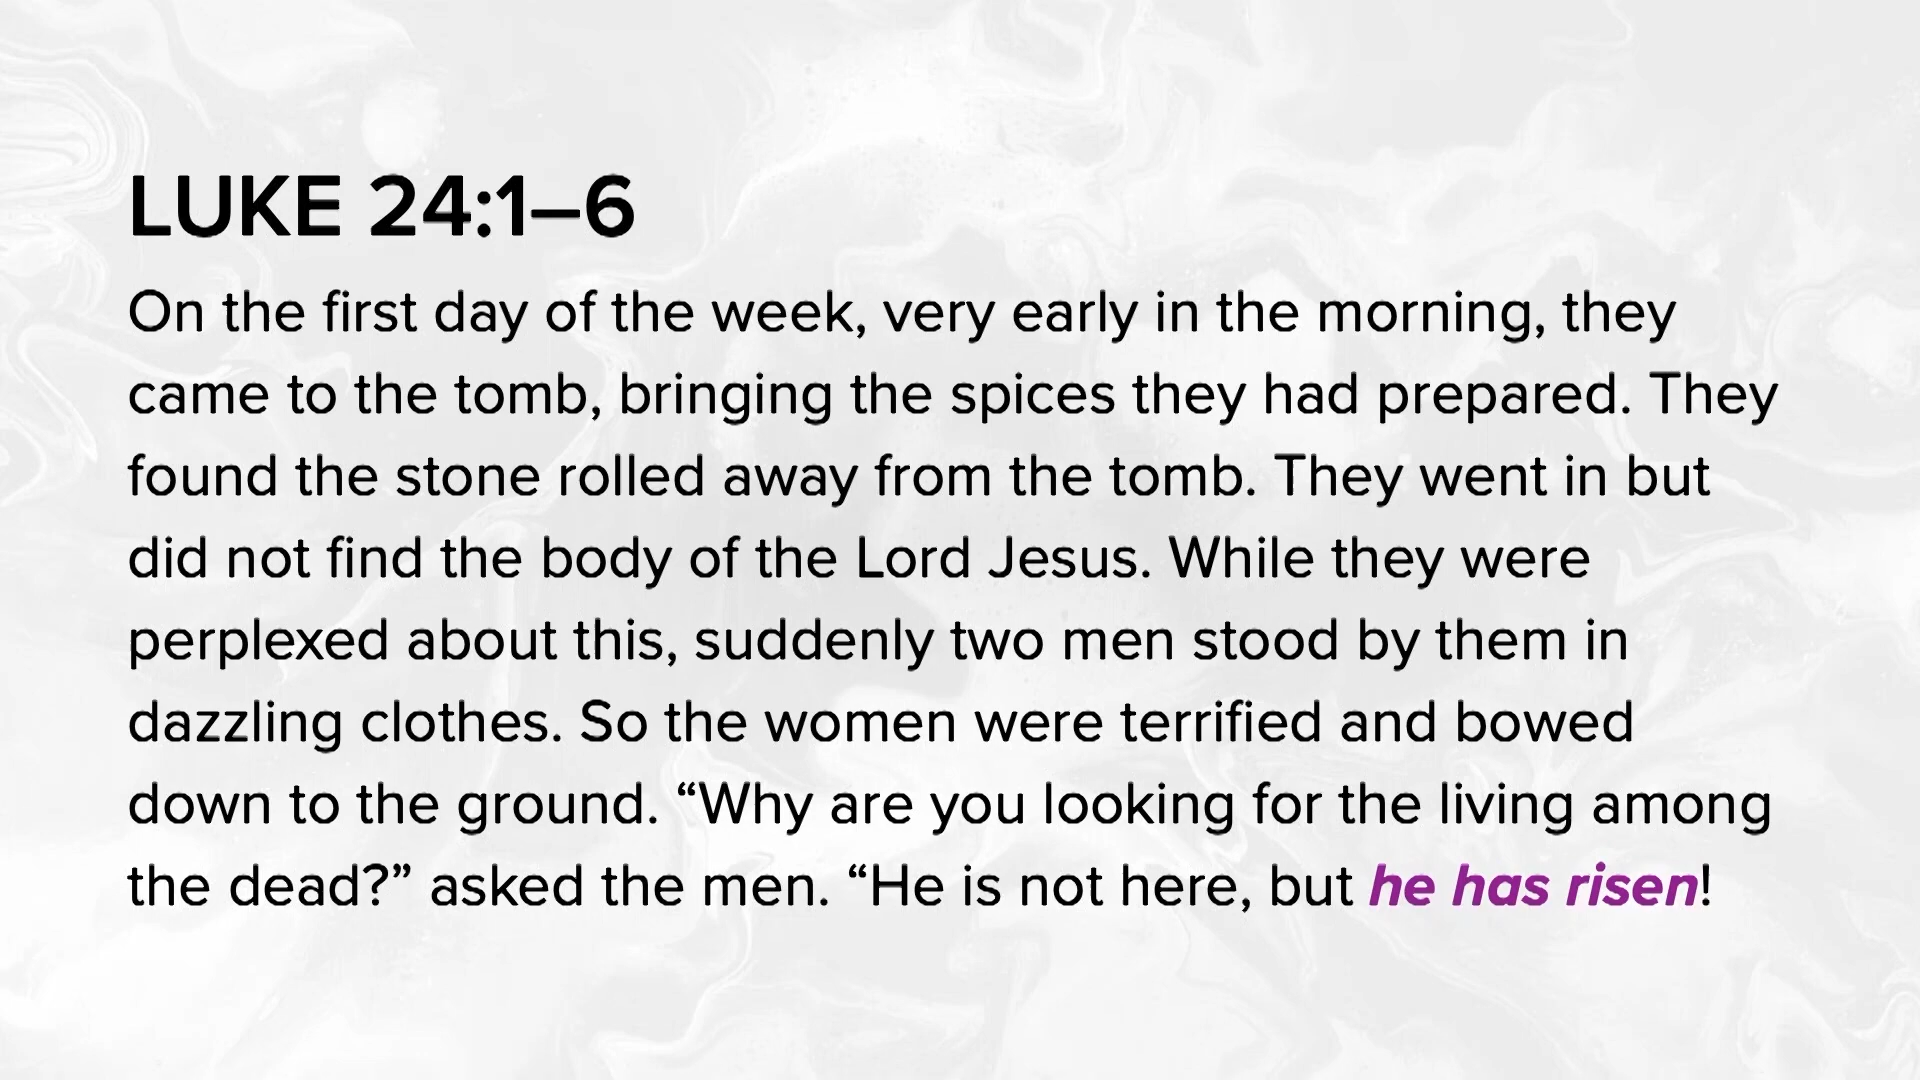 LUKE 24:1–6
On the first day of the week, very early in the morning, they
came to the tomb, bringing the spices they had prepared. They
found the stone rolled away from the tomb. They went in but
did not find the body of the Lord Jesus. While they were
perplexed about this, suddenly two men stood by them in
dazzling clothes. So the women were terrified and bowed
down to the ground. “Why are you looking for the living among
the dead?” asked the men. “He is not here, but he has risen!